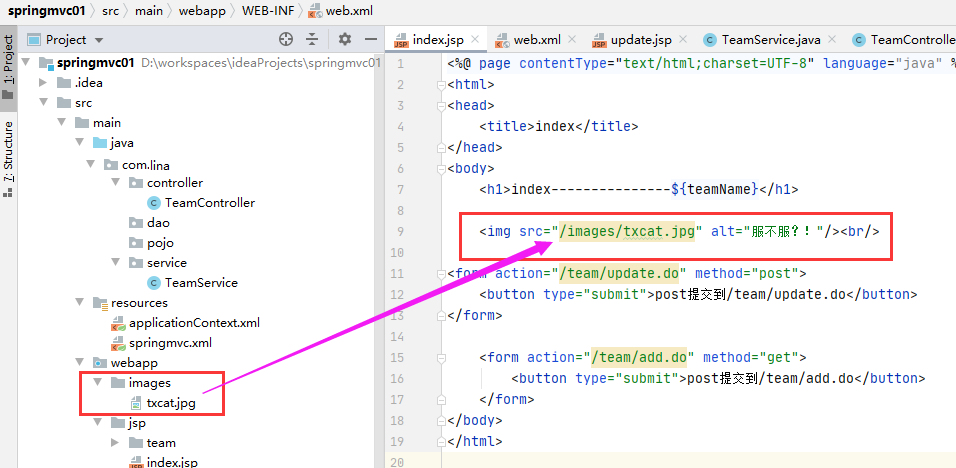 springmvc01 › src › main › webapp › WEB-INF › web.xml
1: Project
7: Structure
Project
springmvc01 D:\workspaces\ideaProjects\springmvc01
.idea
src
main
java
com.lina
controller
TeamController
dao
pojo
service
TeamService
resources
applicationContext.xml
springmvc.xml
webapp
images
txcat.jpg
jsp
team
index.jsp
index.jsp web.xml update.jsp TeamService.java TeamControlle
1 <%@ page contentType="text/html;charset=UTF-8" language="java" %
2 <html>
3 <head>
4 <title>index</title>
5 </head>
6 <body>
7 <h1>index---------------${teamName}</h1>
8
9 <img src="/images/txcat.jpg" alt="服不服?！"/><br/>
10
11 <form action="/team/update.do" method="post">
12 <button type="submit">post提交到/team/update.do</button>
13 </form>
14
15 <form action="/team/add.do" method="get">
16 <button type="submit">post提交到/team/add.do</button>
17 </form>
18 </body>
19 </html>
20